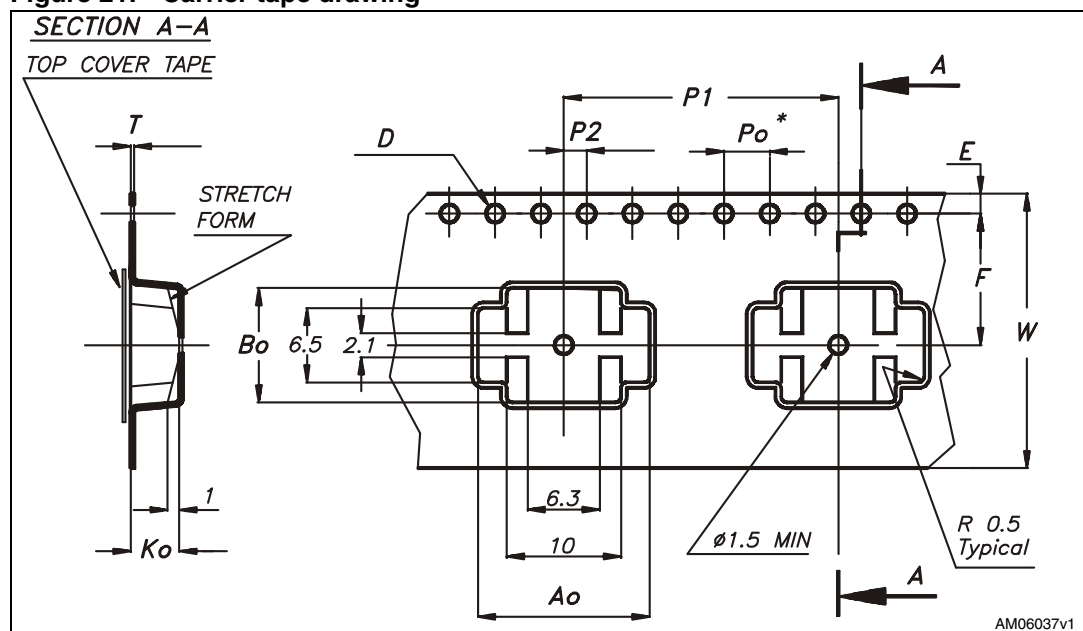 Figure 21. Carrier tape drawing
SECTION A-A
TOP COVER TAPE
T
STRETCH
FORM
1
Ko
D
P1
P2
Po *
A
E
F
W
Bo
6.5
2.1
6.3
10
Ao
ø1.5 MIN
R 0.5
Typical
A
AM06037v1